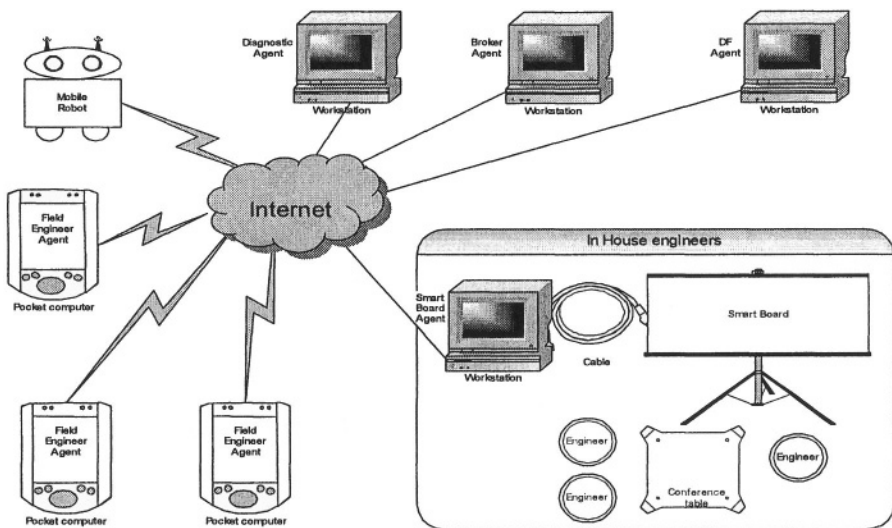 Diagnostic
Agent
Workstation
Broker
Agent
Workstation
DF
Agent
Workstation
Mobile
Robot
Internet
Field
Engineer
Agent
Pocket computer
In House engineers
Smart
Board
Agent
Workstation
Cable
Smart Board
Field
Engineer
Agent
Pocket computer
Field
Engineer
Agent
Pocket computer
Engineer
Engineer
Engineer
Conference
table